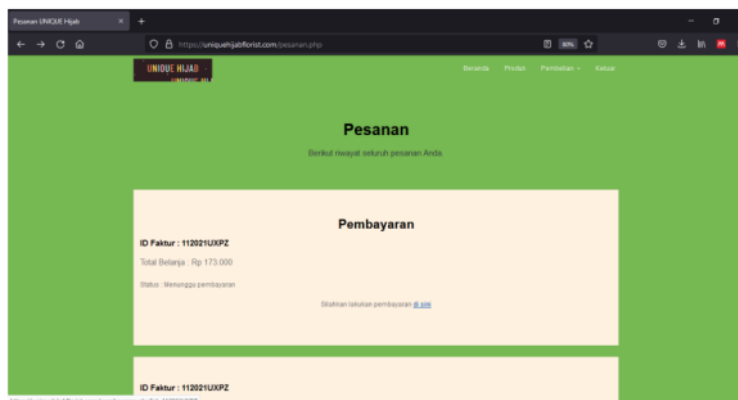 Pesanan UNIQUE Hijab
https://uniquehijabflorist.com/pesanan.php
80%
UNIQUE HIJAB
Beranda Produk Pembelian Keluar
Pesanan
Berikut riwayat seluruh pesanan Anda
Pembayaran
ID Faktur : 112021UXPZ
Total Belanja : Rp 173.000
Status : Menunggu pembayaran
Silahkan lakukan pembayaran di sini
ID Faktur : 112021UXPZ